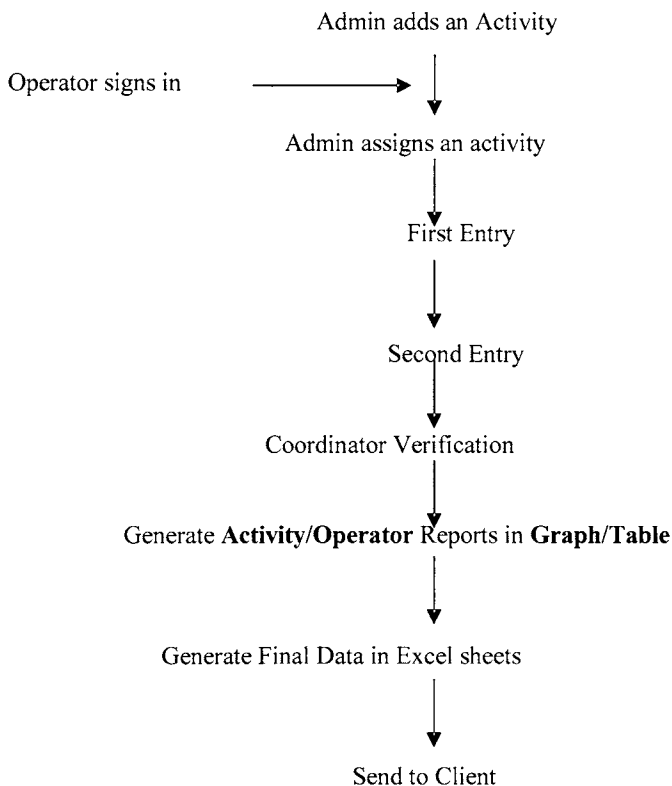 Admin adds an Activity
Operator signs in
Admin assigns an activity
First Entry
Second Entry
Coordinator Verification
Generate Activity/Operator Reports in Graph/Table
Generate Final Data in Excel sheets
Send to Client